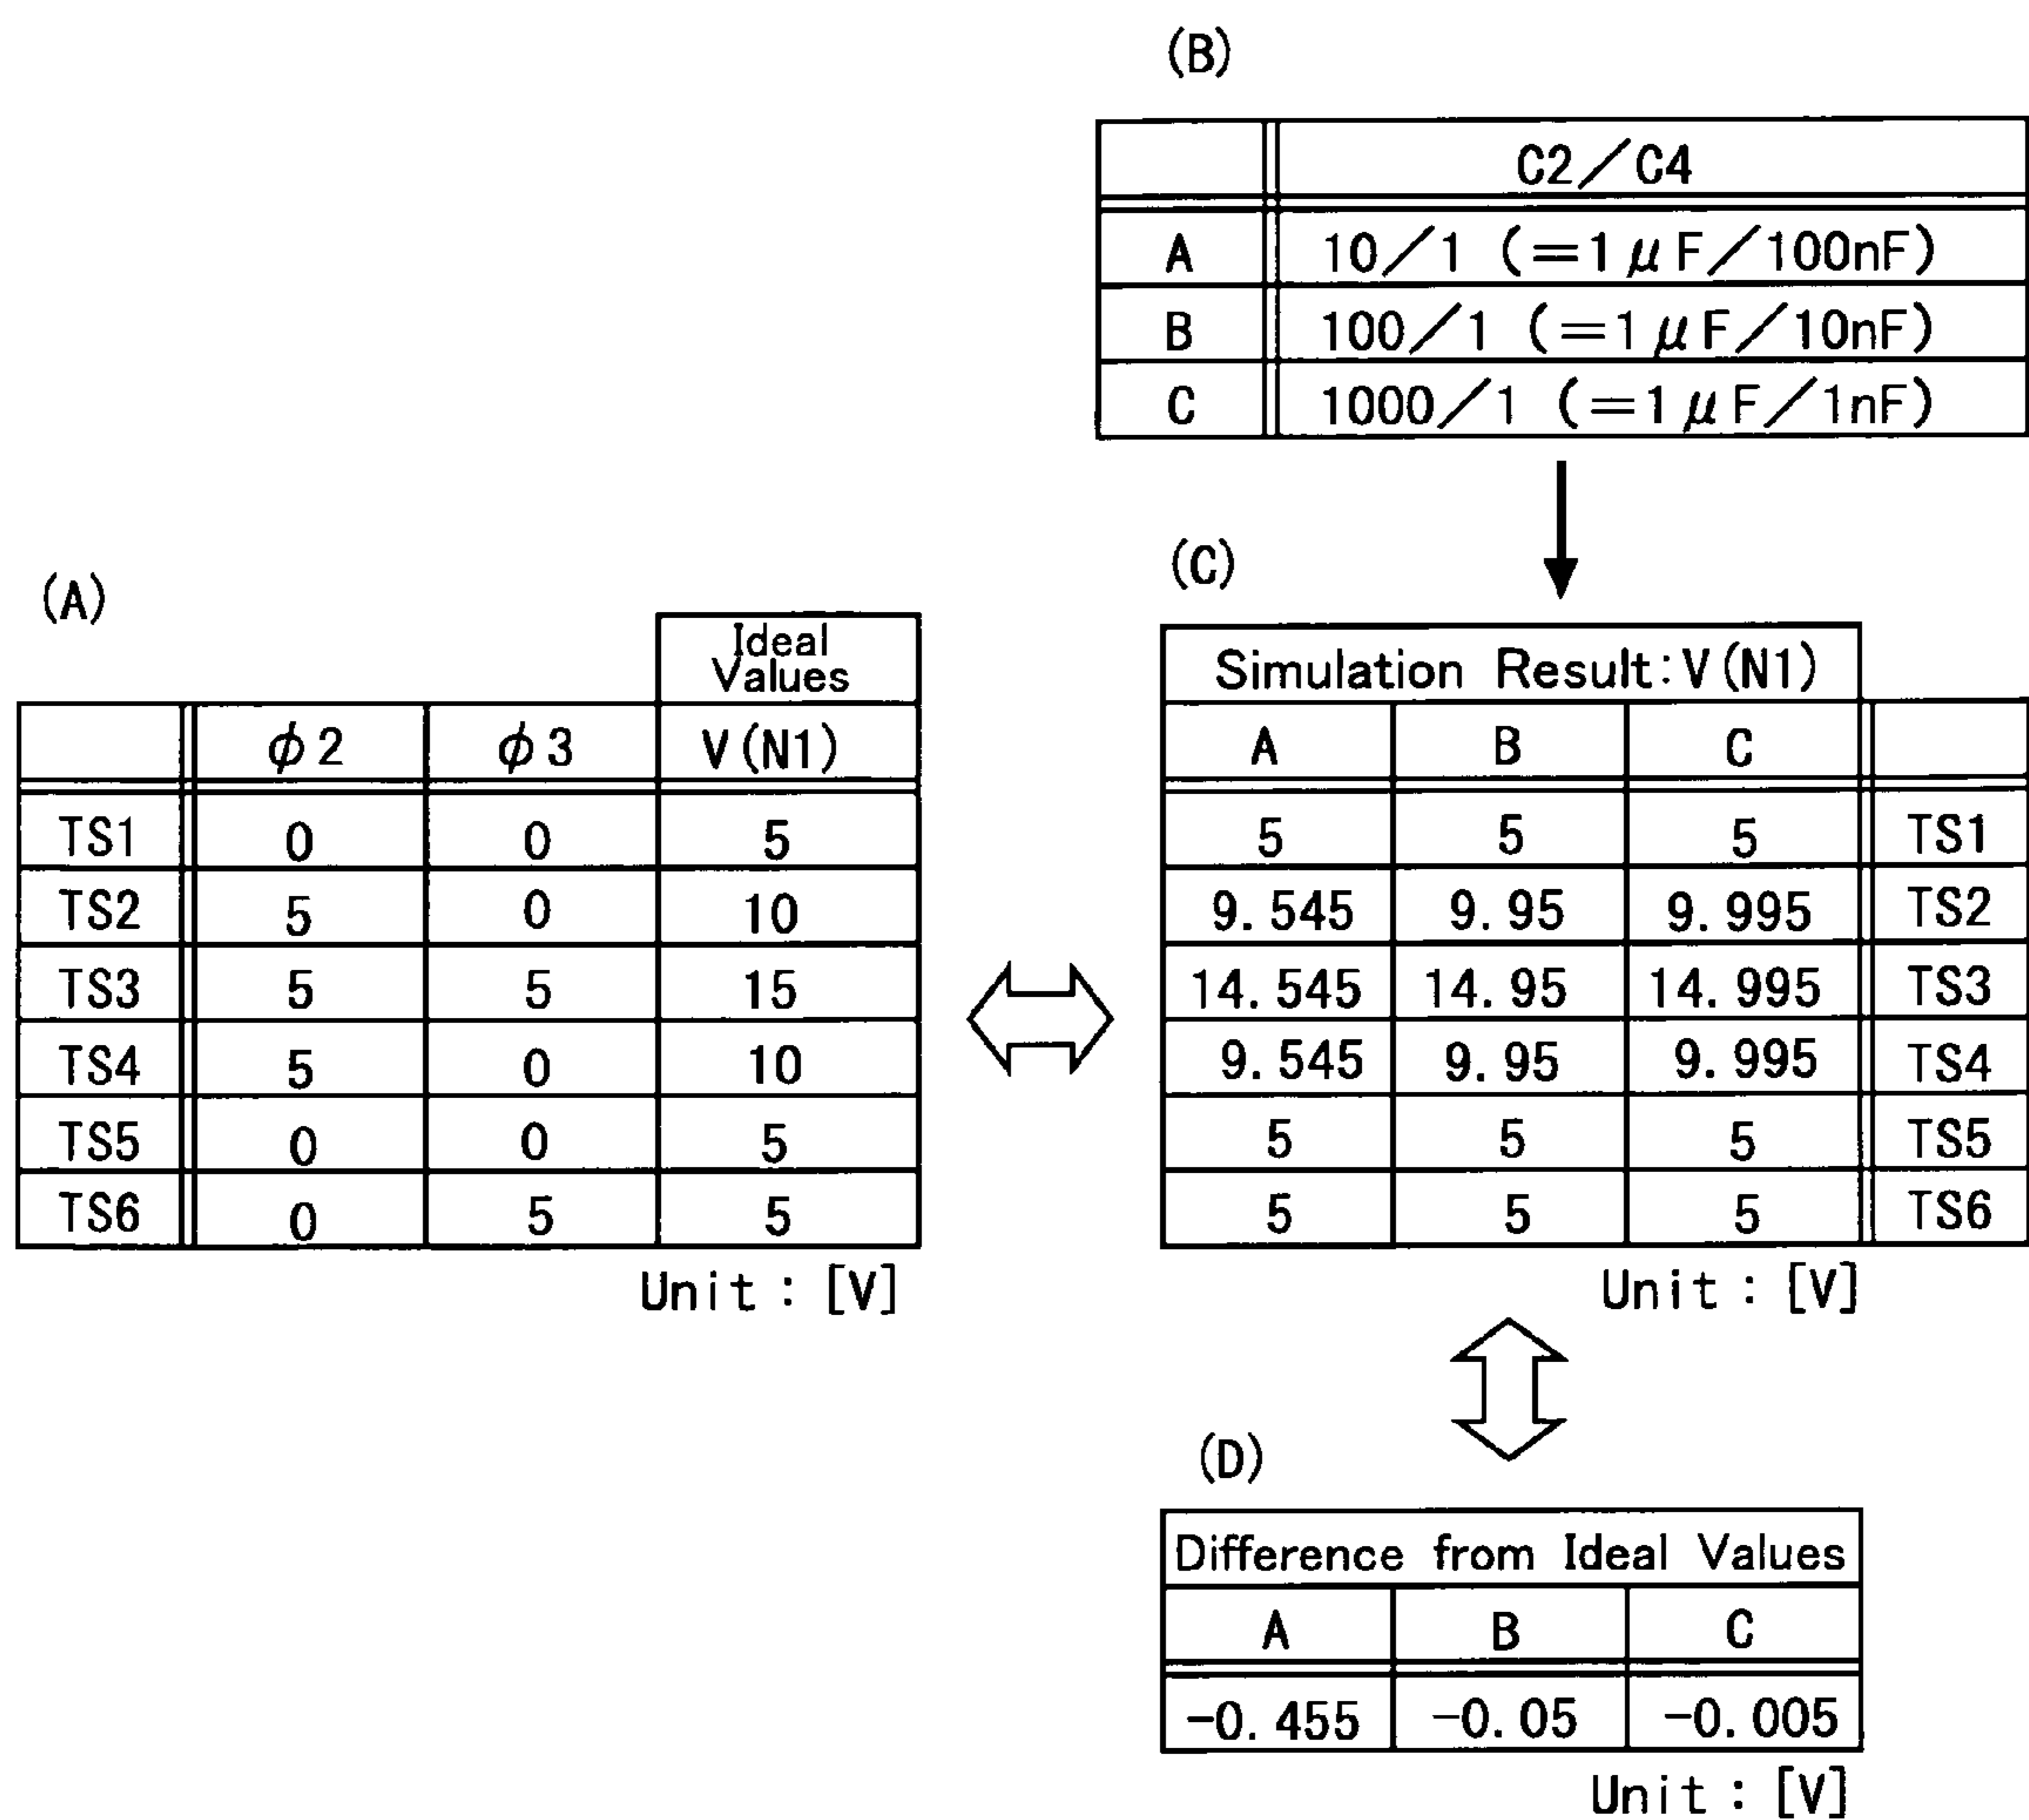 (B)
C2/C4
A 10/1 (=1μF/100nF)
B 100/1 (=1μF/10nF)
C 1000/1 (=1μF/1nF)
(A)
Ideal
Values
φ2 φ3 V(N1)
TS1 0 0 5
TS2 5 0 10
TS3 5 5 15
TS4 5 0 10
TS5 0 0 5
TS6 0 5 5
Unit : [V]
(C)
Simulation Result:V(N1)
A B C
5 5 5 TS1
9.545 9.95 9.995 TS2
14.545 14.95 14.995 TS3
9.545 9.95 9.995 TS4
5 5 5 TS5
5 5 5 TS6
Unit : [V]
(D)
Difference from Ideal Values
A B C
-0.455 -0.05 -0.005
Unit : [V]